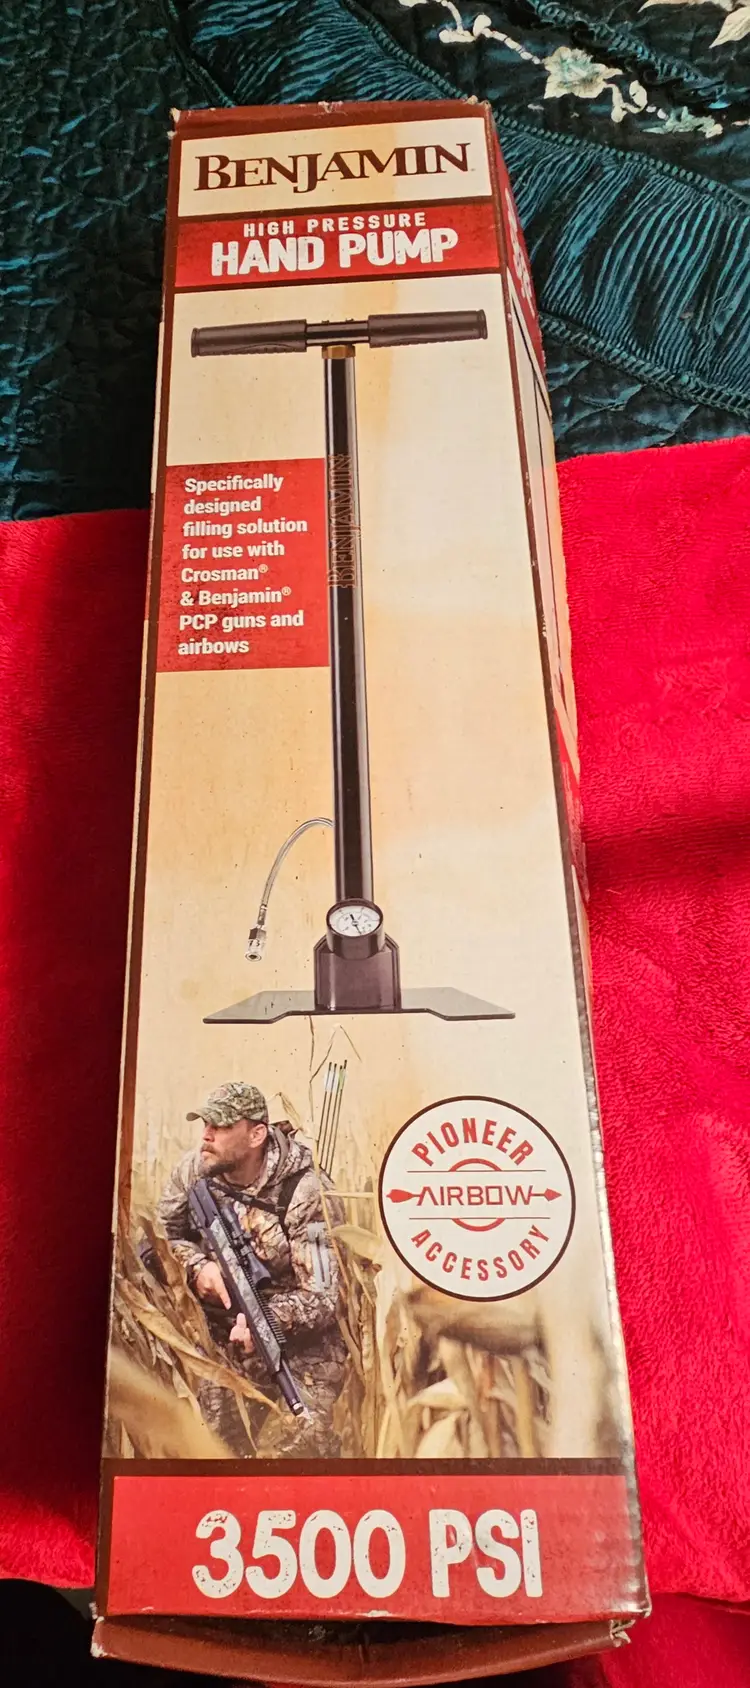 BENJAMIN
HIGH PRESSURE
HAND PUMP
Specifically
designed
filling solution
for use with
Crosman®
& Benjamin®
PCP guns and
airbows
BENJAMIN
PIONEER
AIRBOW
ACCESSORY
3500 PSI